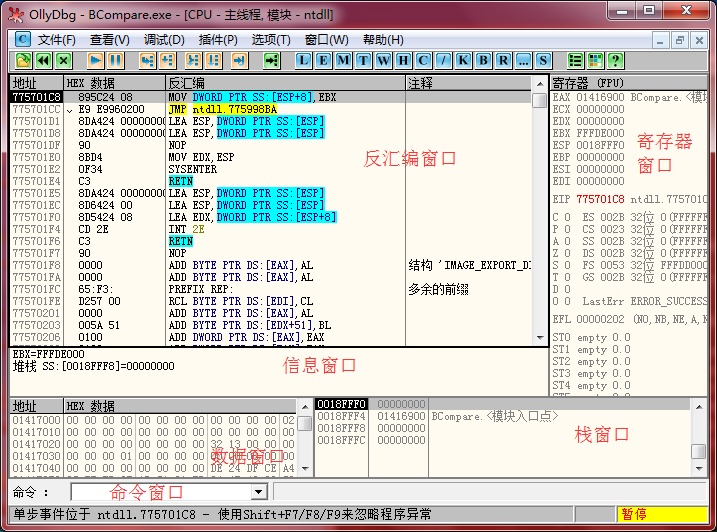 OllyDbg - BCompare.exe - [CPU - 主线程, 模块 - ntdll]
C 文件(F) 查看(V) 调试(D) 插件(P) 选项(T) 窗口(W) 帮助(H)
L E M T W H C / K B R ... S ?
地址 HEX 数据 反汇编 注释
775701C8 895C24 08 MOV DWORD PTR SS:[ESP+8],EBX
775701CC E9 E9960200 JMP ntdll.775998BA
775701D1 8DA424 00000000 LEA ESP,DWORD PTR SS:[ESP]
775701D8 8DA424 00000000 LEA ESP,DWORD PTR SS:[ESP]
775701DF 90 NOP
775701E0 8BD4 MOV EDX,ESP
775701E2 0F34 SYSENTER
775701E4 C3 RETN
775701E5 8DA424 00000000 LEA ESP,DWORD PTR SS:[ESP]
775701EC 8D6424 00 LEA ESP,DWORD PTR SS:[ESP]
775701F0 8D5424 08 LEA EDX,DWORD PTR SS:[ESP+8]
775701F4 CD 2E INT 2E
775701F6 C3 RETN
775701F7 90 NOP
775701F8 0000 ADD BYTE PTR DS:[EAX],AL 结构 'IMAGE_EXPORT_DI
775701FA 0000 ADD BYTE PTR DS:[EAX],AL
775701FC 65:F3: PREFIX REP: 多余的前缀
775701FE D257 00 RCL BYTE PTR DS:[EDI],CL
77570201 0000 ADD BYTE PTR DS:[EAX],AL
77570203 005A 51 ADD BYTE PTR DS:[EDX+51],BL
77570206 0100 ADD DWORD PTR DS:[EAX],EAX
反汇编窗口
寄存器 (FPU)
EAX 01416900 BCompare.<模块
ECX 00000000
EDX 00000000
EBX FFFDE000
ESP 0018FFF0
EBP 00000000
ESI 00000000
EDI 00000000
寄存器
窗口
EIP 775701C8 ntdll.775701C
C 0 ES 002B 32位 0(FFFFFF
P 0 CS 0023 32位 0(FFFFFF
A 0 SS 002B 32位 0(FFFFFF
Z 0 DS 002B 32位 0(FFFFFF
S 0 FS 0053 32位 FFFDD00
T 0 GS 002B 32位 0(FFFFFF
D 0
O 0 LastErr ERROR_SUCCESS
EFL 00000202 (NO,NB,NE,A,N
ST0 empty 0.0
ST1 empty 0.0
ST2 empty 0.0
ST3 empty 0.0
ST4 empty 0.0
EBX=FFFDE000
堆栈 SS:[0018FFF8]=00000000
信息窗口
地址 HEX 数据
01417000 00 00 00 00 00 00 00 00 00 00 00 02
01417010 00 00 00 00 00 00 00 00 00 00 00
01417020 00 00 00 00 00 00 00 00 32 13
01417030 00 00 00 01 00 00 00 00
01417040 00 00 00 00 00 00 00 00 DE 24 DF CE A4
数据窗口
0018FFF0 00000000
0018FFF4 01416900 BCompare.<模块入口点>
0018FFF8 00000000
0018FFFC 00000000
栈窗口
命令 : 命令窗口
单步事件位于 ntdll.775701C8 - 使用Shift+F7/F8/F9来忽略程序异常 暂停